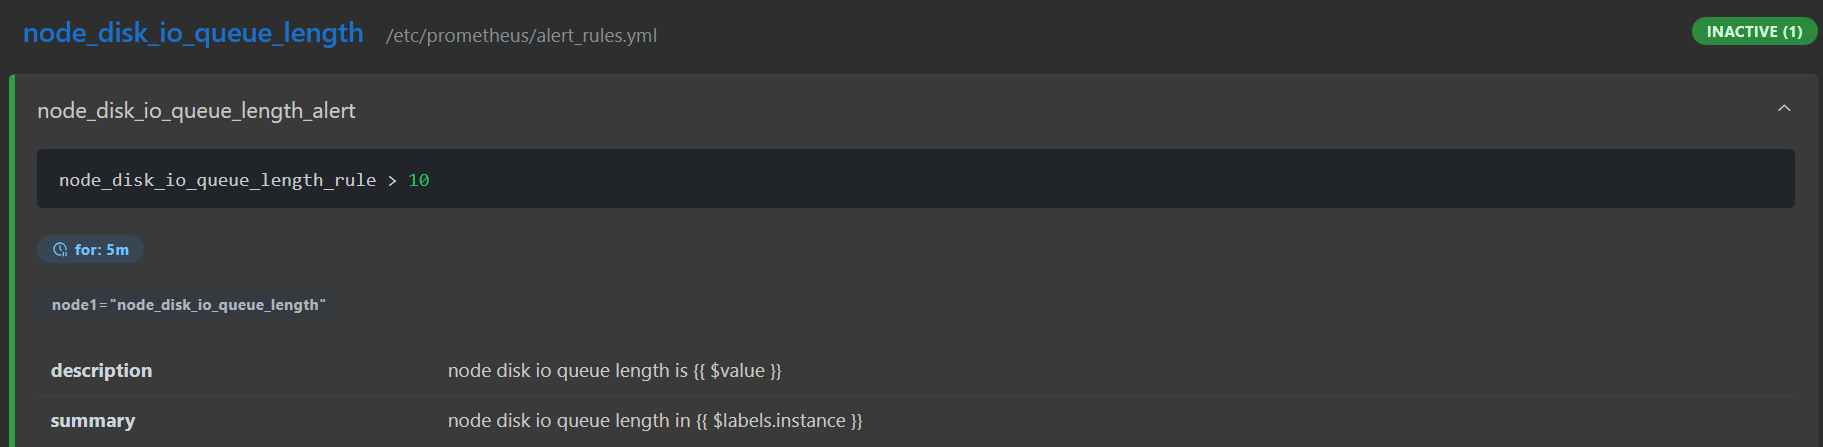 node_disk_io_queue_length /etc/prometheus/alert_rules.yml INACTIVE (1)
node_disk_io_queue_length_alert
node_disk_io_queue_length_rule > 10
for: 5m
node1="node_disk_io_queue_length"
description node disk io queue length is {{ $value }}
summary node disk io queue length in {{ $labels.instance }}